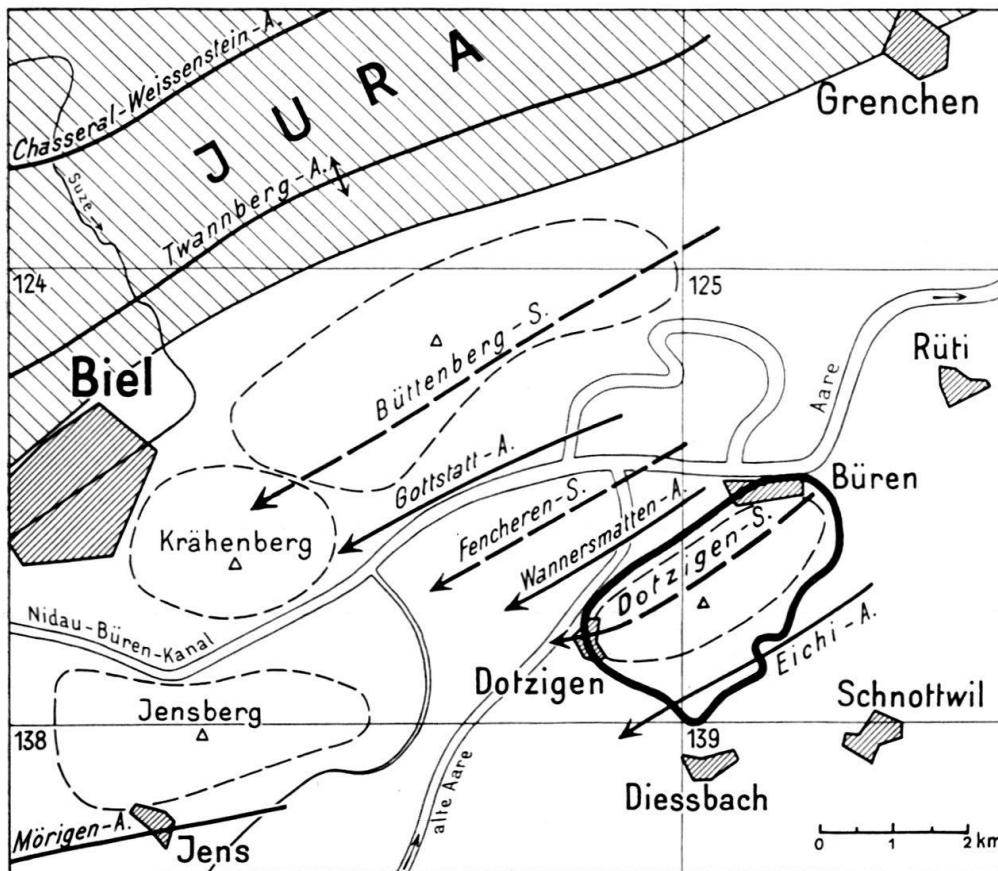 Chasseral-Weissenstein-A.
JURA
Grenchen
Suze
Twannberg-A.
124
125
Rüti
Aare
Büttenberg-S.
Biel
Gottstatt-A.
Büren
Fencheren-S.
Krähenberg
Wannersmatten-A.
Dotzigen-S.
Nidau-Büren-Kanal
Eichi-A.
Dotzigen
Schnottwil
Jensberg
138
139
Diessbach
alte Aare
Mörigen-A.
Jens
0 1 2 km